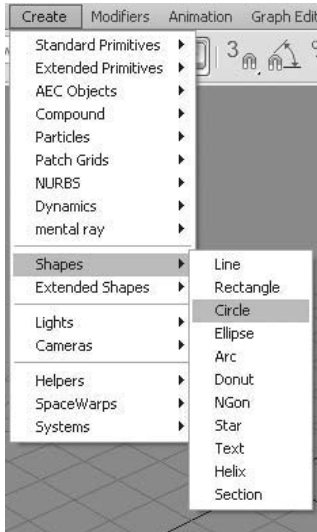 Create Modifiers Animation Graph Edit
3
Standard Primitives
Extended Primitives
AEC Objects
Compound
Particles
Patch Grids
NURBS
Dynamics
mental ray
Shapes
Extended Shapes
Lights
Cameras
Helpers
SpaceWarps
Systems
Line
Rectangle
Circle
Ellipse
Arc
Donut
NGon
Star
Text
Helix
Section